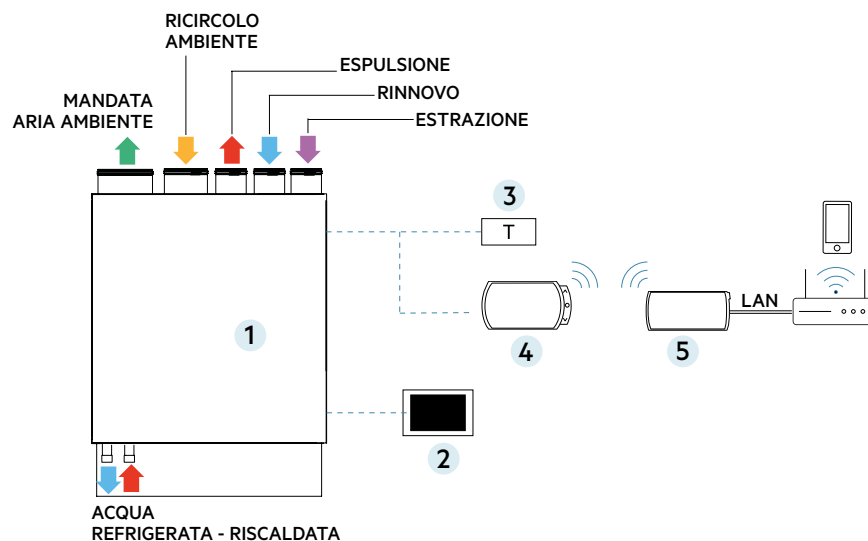 RICIRCOLO
AMBIENTE
ESPULSIONE
RINNOVO
MANDATA
ARIA AMBIENTE
ESTRAZIONE
3
T
LAN
1
4
5
2
ACQUA
REFRIGERATA - RISCALDATA